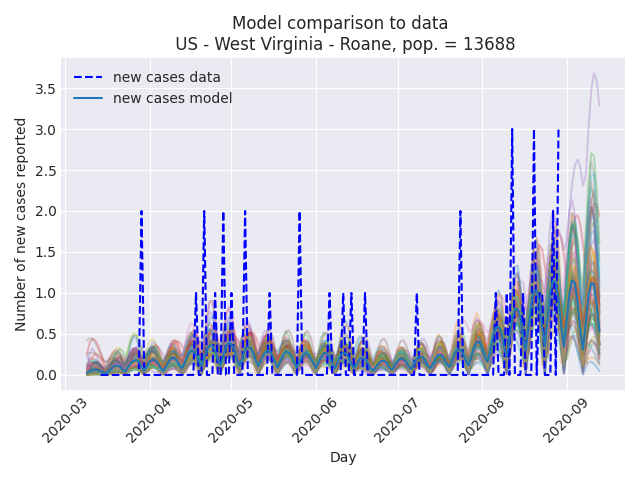 Model comparison to data
US - West Virginia - Roane, pop. = 13688
new cases data
new cases model
Number of new cases reported
3.5
3.0
2.5
2.0
1.5
1.0
0.5
0.0
2020-03
2020-04
2020-05
2020-06
2020-07
2020-08
2020-09
Day